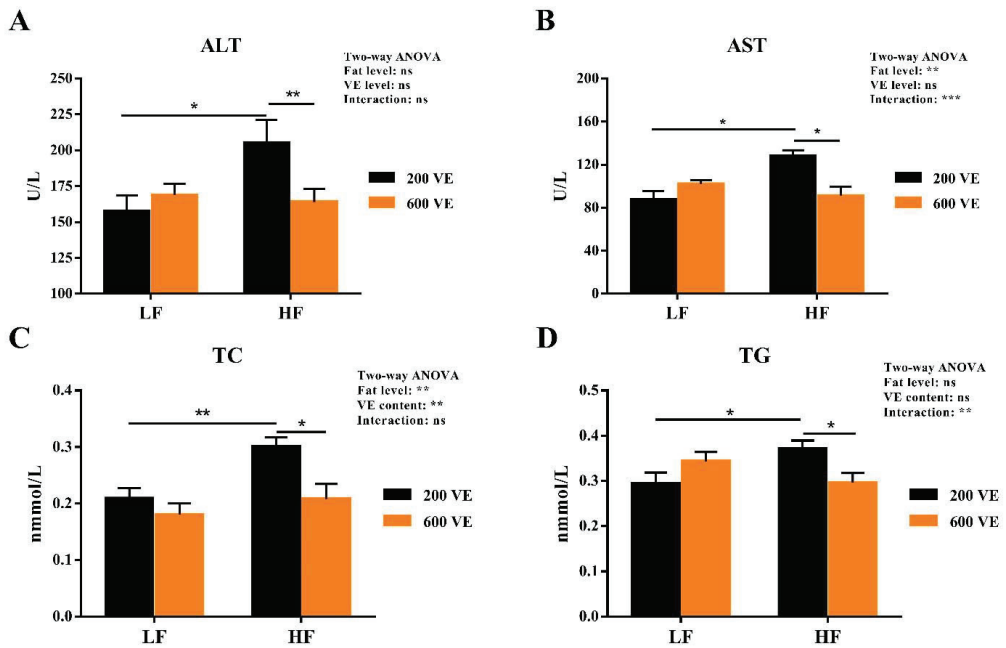 A
ALT
Two-way ANOVA
Fat level: ns
VE level: ns
Interaction: ns
250
225
200
175
150
125
100
U/L
*
**
200 VE
600 VE
LF
HF
B
AST
Two-way ANOVA
Fat level: **
VE level: ns
Interaction: ***
200
160
120
80
40
0
U/L
*
*
200 VE
600 VE
LF
HF
C
TC
Two-way ANOVA
Fat level: **
VE content: **
Interaction: ns
0.4
0.3
0.2
0.1
0.0
nmmol/L
**
*
200 VE
600 VE
LF
HF
D
TG
Two-way ANOVA
Fat level: ns
VE content: ns
Interaction: **
0.5
0.4
0.3
0.2
0.1
0.0
nmmol/L
*
*
200 VE
600 VE
LF
HF